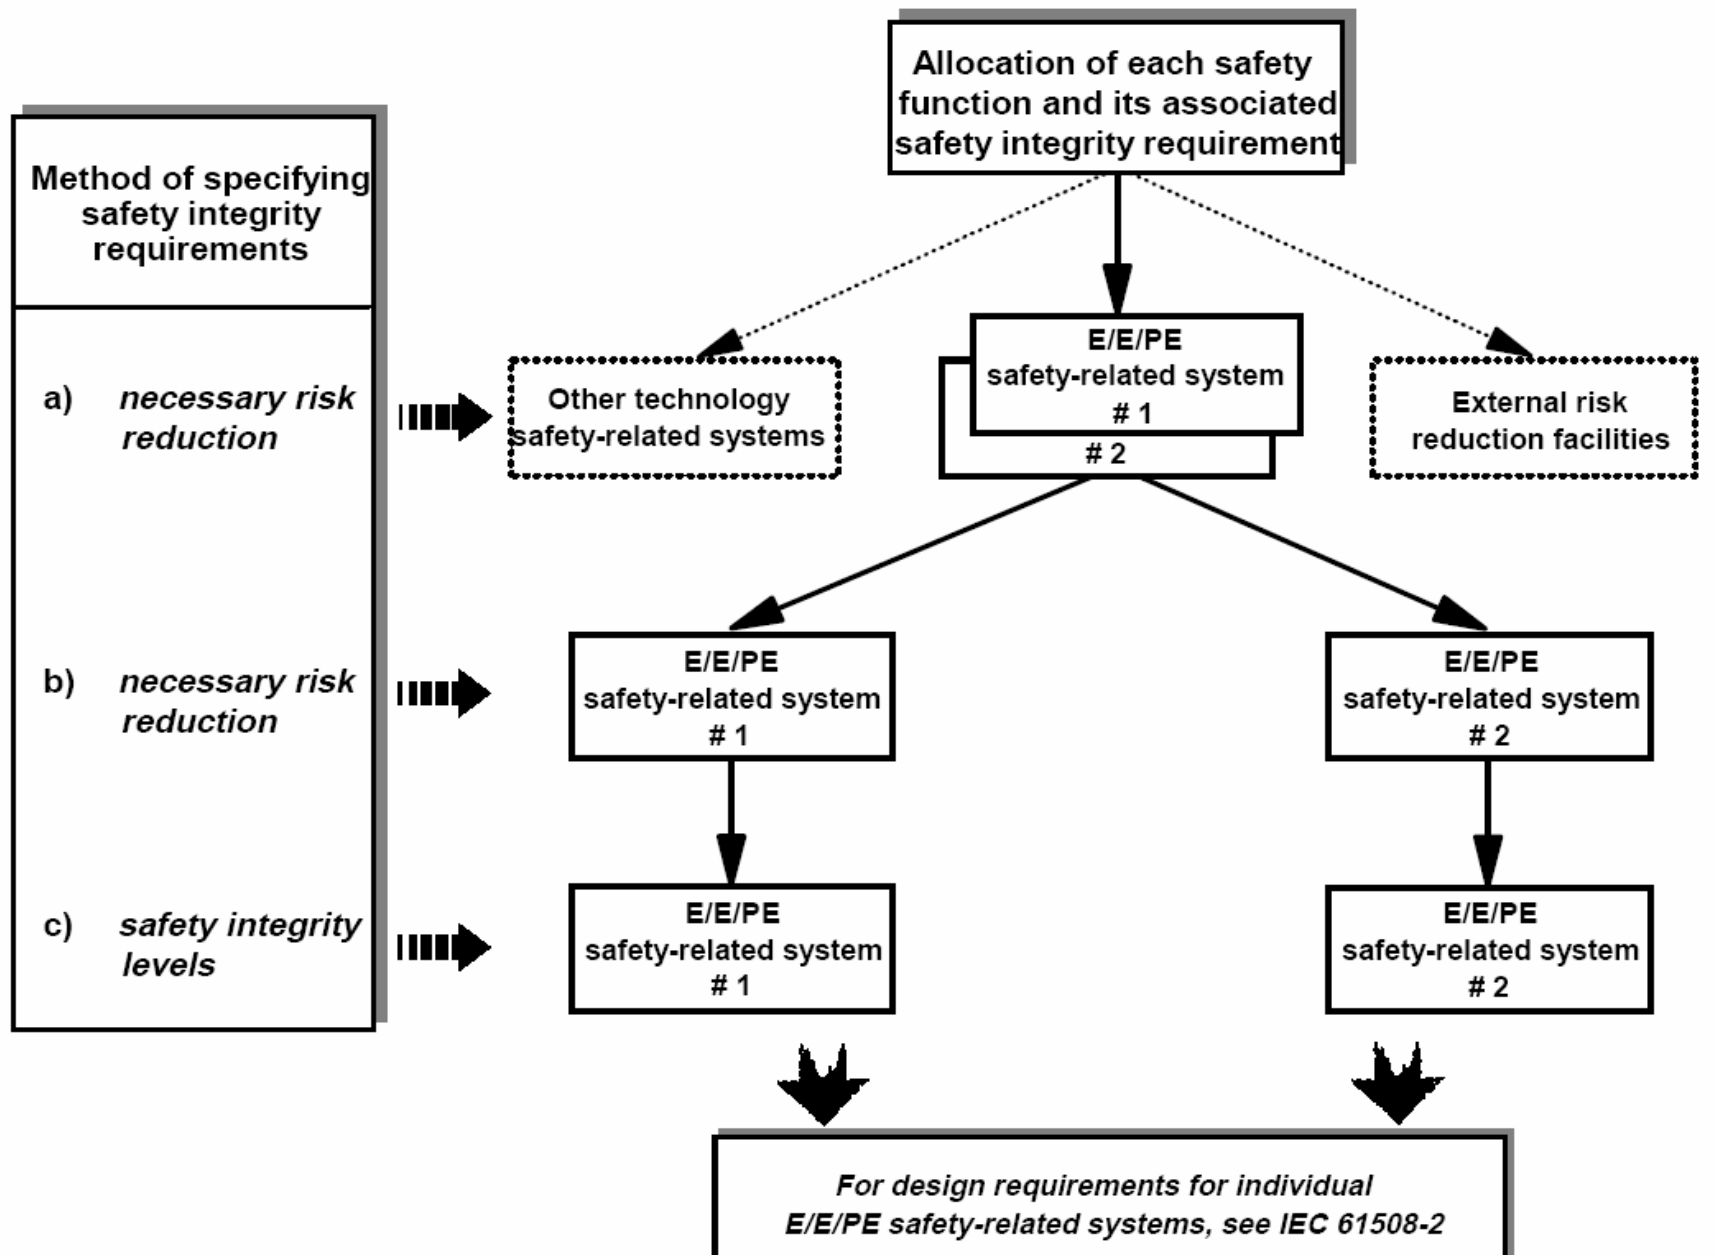 Allocation of each safety
function and its associated
safety integrity requirement
Method of specifying
safety integrity
requirements
a) necessary risk
reduction
Other technology
safety-related systems
E/E/PE
safety-related system
# 1
# 2
External risk
reduction facilities
b) necessary risk
reduction
E/E/PE
safety-related system
# 1
E/E/PE
safety-related system
# 2
c) safety integrity
levels
E/E/PE
safety-related system
# 1
E/E/PE
safety-related system
# 2
For design requirements for individual
E/E/PE safety-related systems, see IEC 61508-2